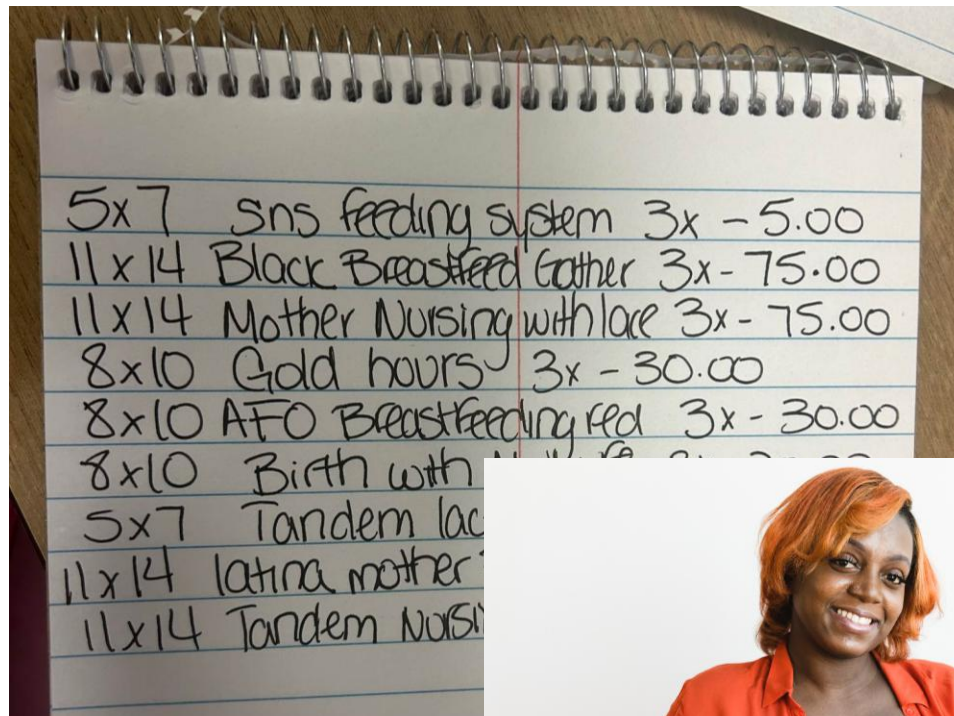 5x7 Sns feeding system 3x - 5.00
11x14 Black Breastfeed Gather 3x - 75.00
11x14 Mother Nursing with lace 3x - 75.00
8x10 Gold hours 3x - 30.00
8x10 AFO Breastfeeding red 3x - 30.00
8x10 Birth with
5x7 Tandem
11x14 latina mother
11x14 Tandem